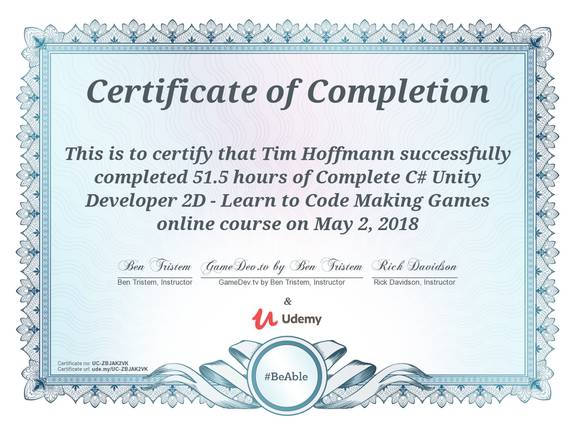 Certificate of Completion
This is to certify that Tim Hoffmann successfully
completed 51.5 hours of Complete C# Unity
Developer 2D - Learn to Code Making Games
online course on May 2, 2018
Ben Tristem GameDev.tv by Ben Tristem Rick Davidson
Ben Tristem, Instructor GameDev.tv by Ben Tristem, Instructor Rick Davidson, Instructor
&
Udemy
Certificate no: UC-ZBJAK2VK
Certificate url: ude.my/UC-ZBJAK2VK
#BeAble